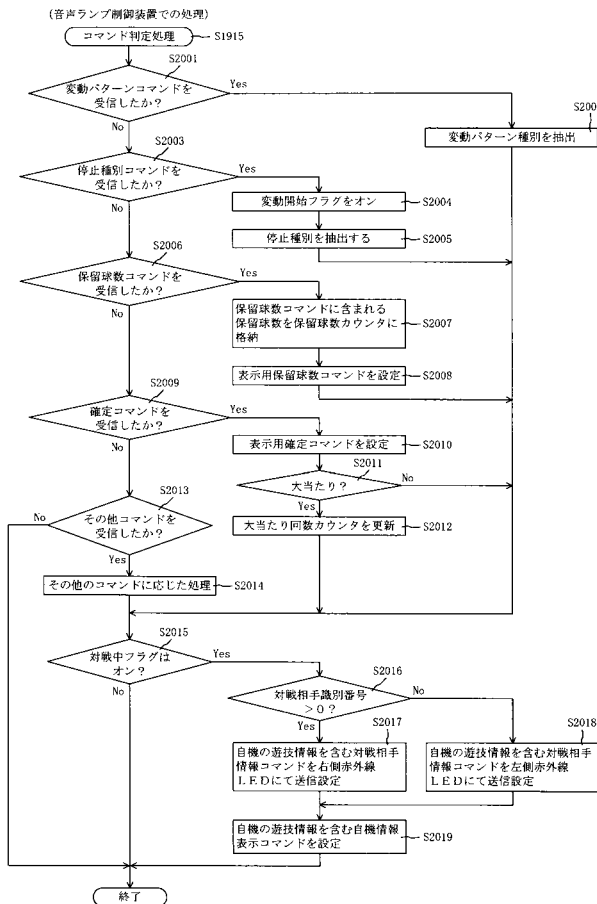 (音声ランプ制御装置での処理)
コマンド判定処理
S1915
S2001
変動パターンコマンドを
受信したか?
Yes
No
S200
変動パターン種別を抽出
S2003
停止種別コマンドを
受信したか?
Yes
No
変動開始フラグをオン
S2004
停止種別を抽出する
S2005
S2006
保留球数コマンドを
受信したか?
Yes
No
保留球数コマンドに含まれる
保留球数を保留球数カウンタに
格納
S2007
表示用保留球数コマンドを設定
S2008
S2009
確定コマンドを
受信したか?
Yes
No
表示用確定コマンドを設定
S2010
S2011
大当たり?
No
Yes
大当たり回数カウンタを更新
S2012
S2013
その他コマンドを
受信したか?
No
Yes
その他のコマンドに応じた処理
S2014
S2015
対戦中フラグは
オン?
Yes
No
S2016
対戦相手識別番号
>0?
No
Yes
S2017
自機の遊技情報を含む対戦相手
情報コマンドを右側赤外線
LEDにて送信設定
S2018
自機の遊技情報を含む対戦相手
情報コマンドを左側赤外線
LEDにて送信設定
自機の遊技情報を含む自機情報
表示コマンドを設定
S2019
終了